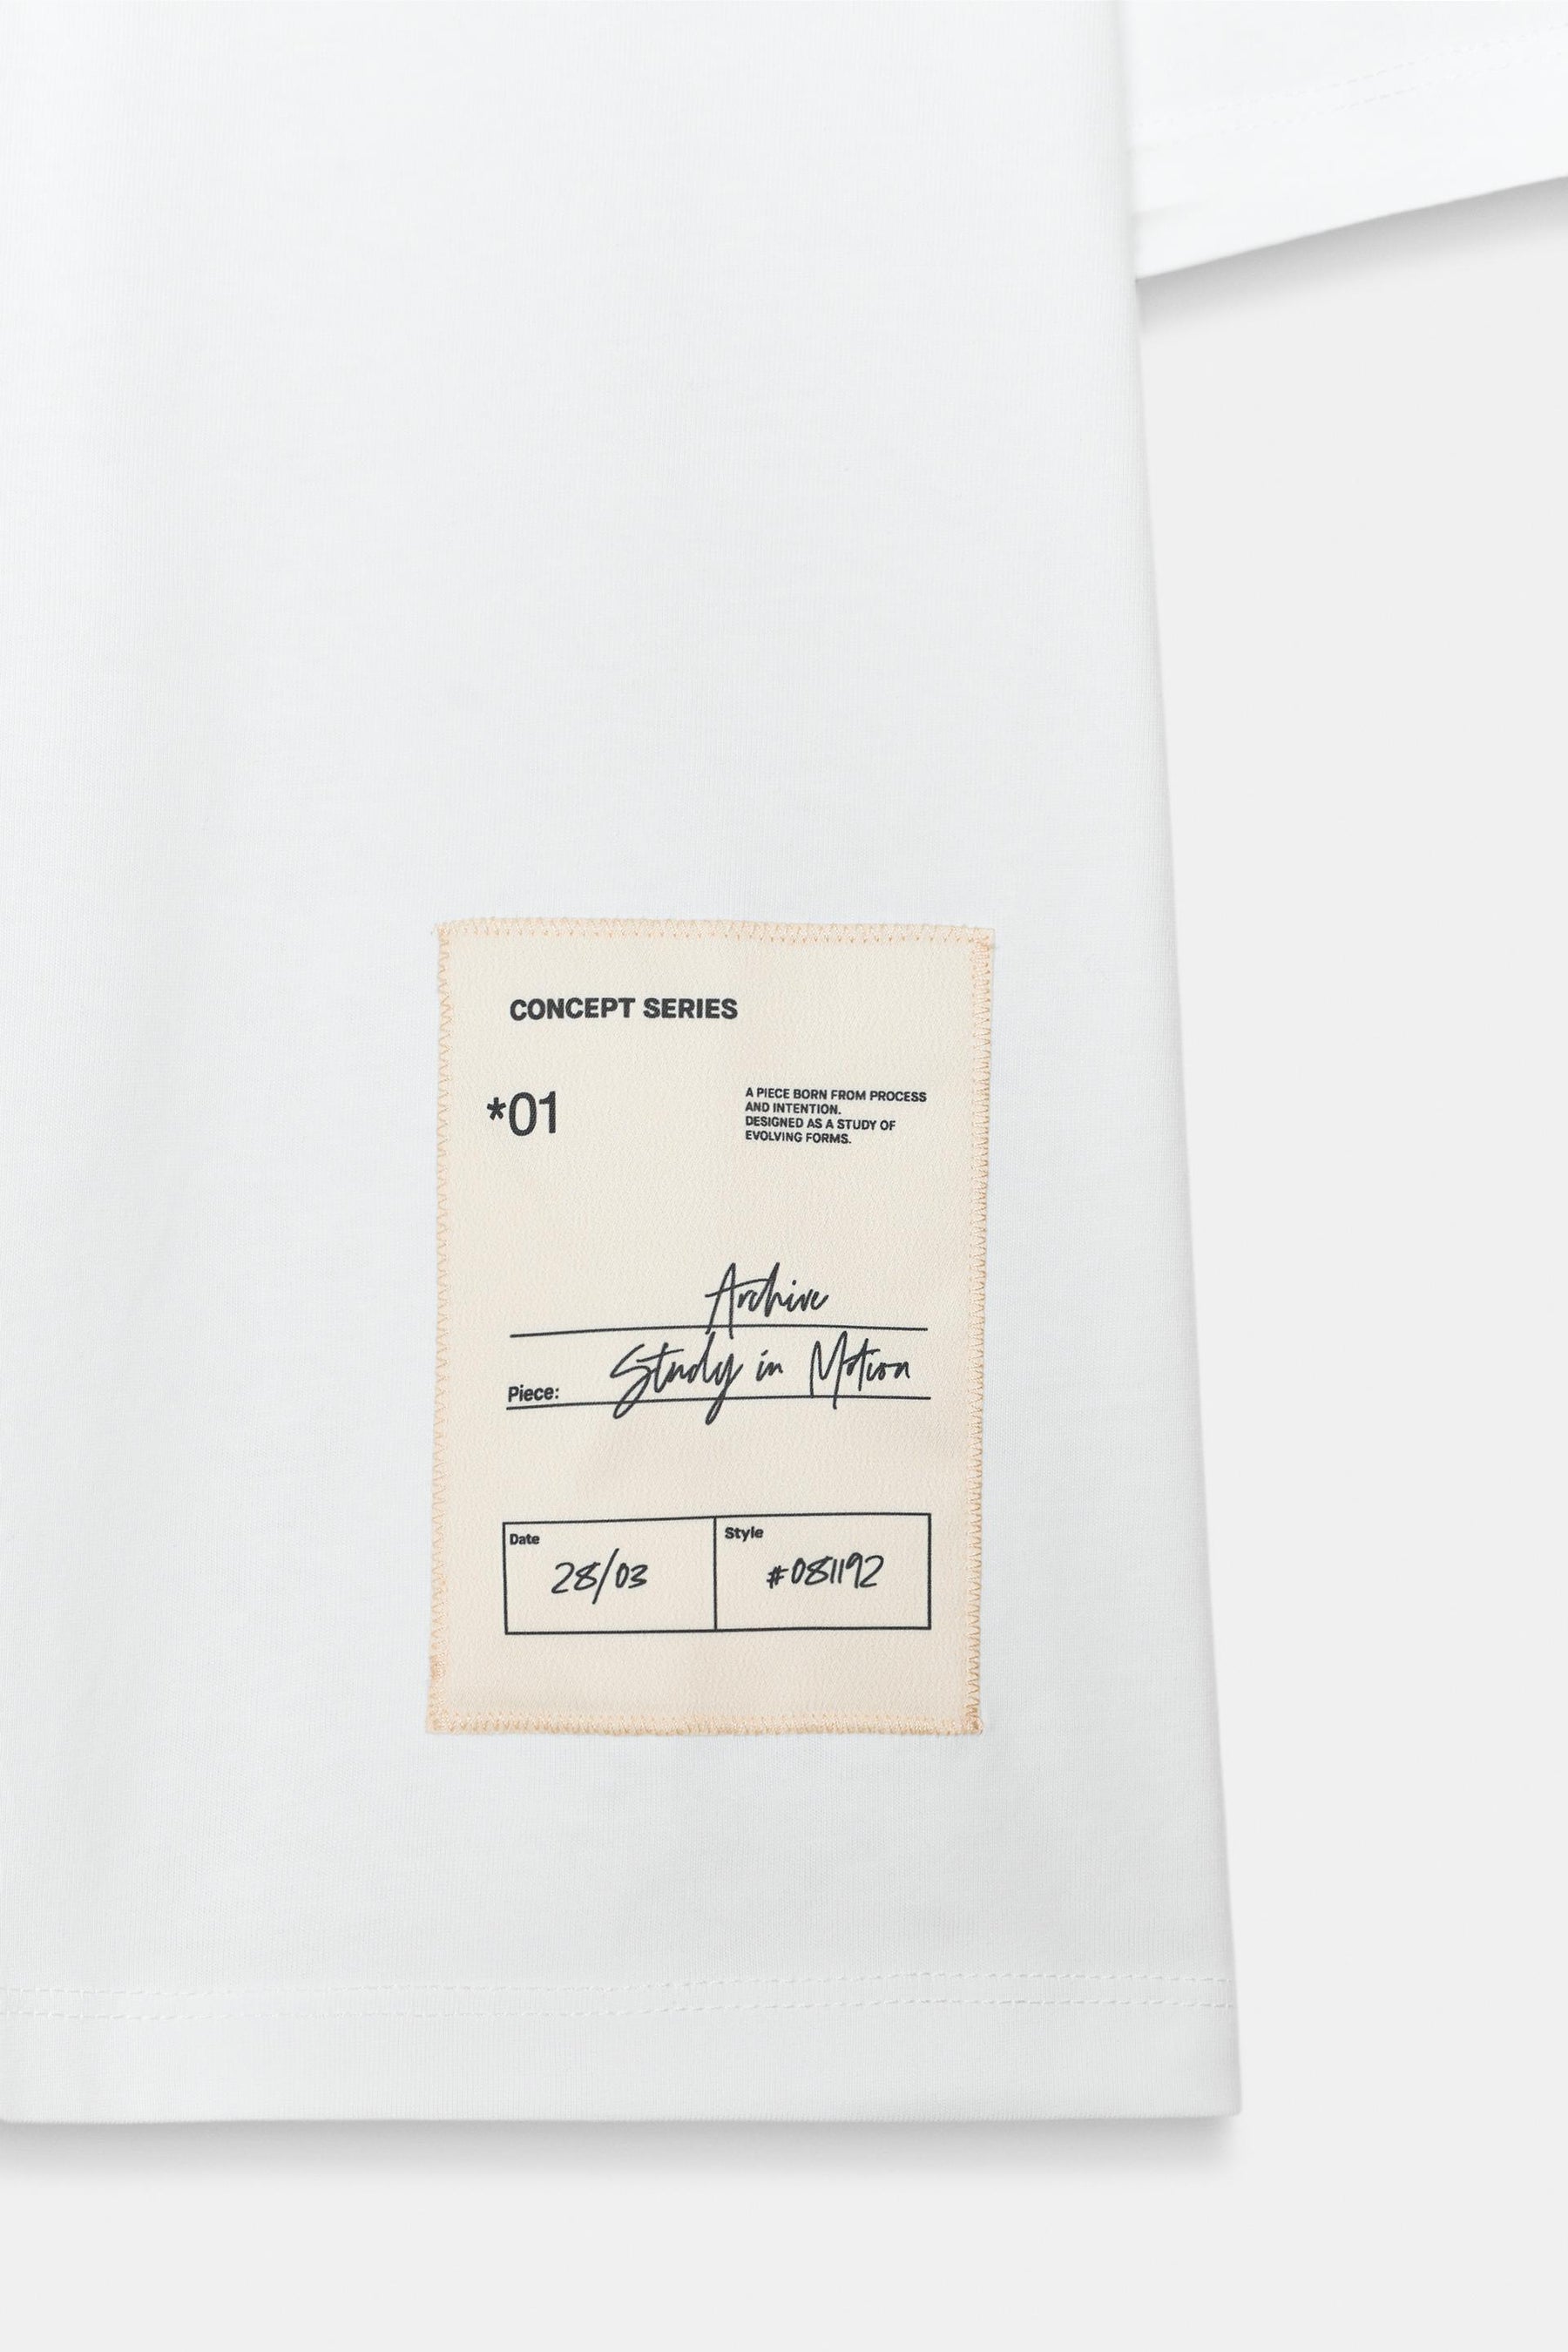 CONCEPT SERIES
*01
A PIECE BORN FROM PROCESS
AND INTENTION.
DESIGNED AS A STUDY OF
EVOLVING FORMS.
Archive
Piece: Study in Motion
Date
28/03
Style
#081192